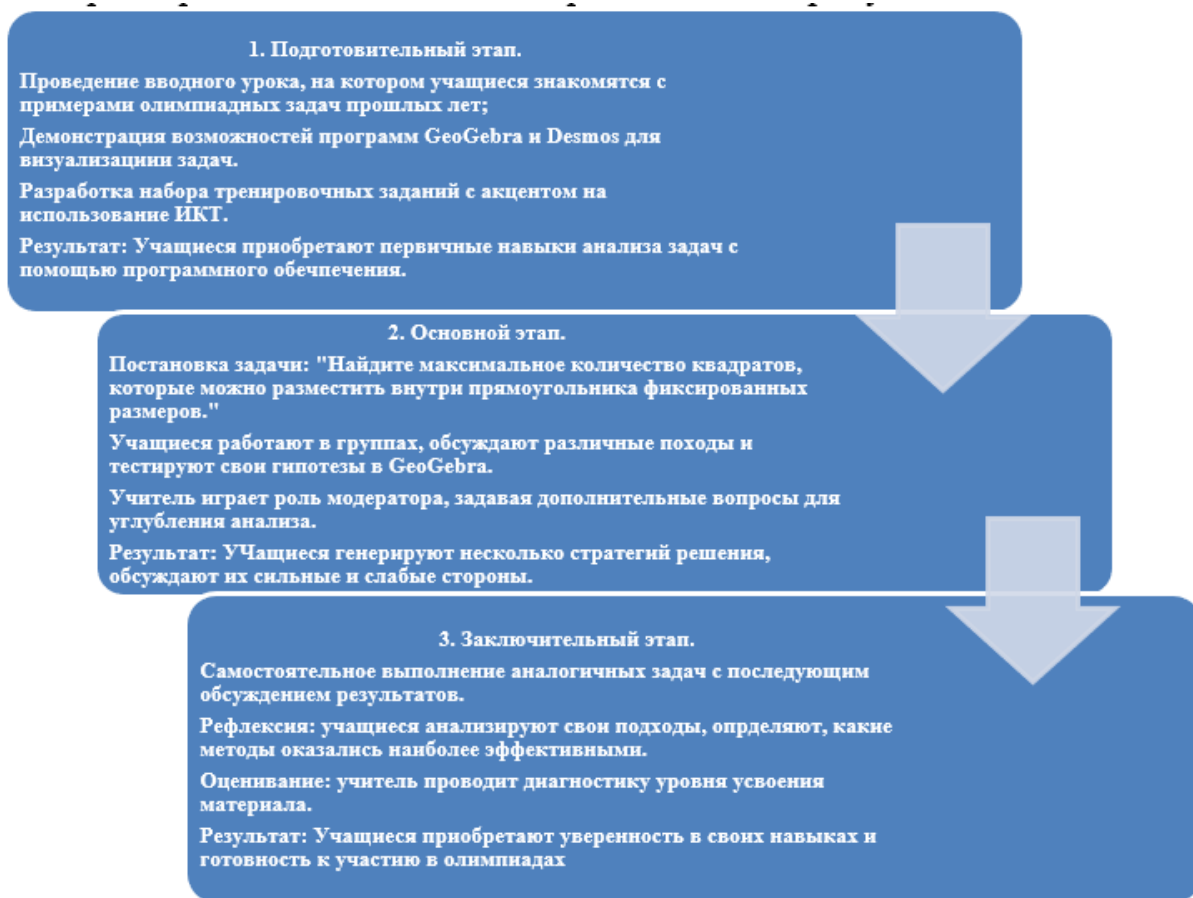 1. Подготовительный этап.
Проведение вводного урока, на котором учащиеся знакомятся с
примерами олимпиадных задач прошлых лет;
Демонстрация возможностей программ GeoGebra и Desmos для
визуализациии задач.
Разработка набора тренировочных заданий с акцентом на
использование ИКТ.
Результат: Учащиеся приобретают первичные навыки анализа задач с
помощью программного обечпечения.
2. Основной этап.
Постановка задачи: "Найдите максимальное количество квадратов,
которые можно разместить внутри прямоугольника фиксированных
размеров."
Учащиеся работают в группах, обсуждают различные походы и
тестируют свои гипотезы в GeoGebra.
Учитель играет роль модератора, задавая дополнительные вопросы для
углубления анализа.
Результат: УЧащиеся генерируют несколько стратегий решения,
обсуждают их сильные и слабые стороны.
3. Заключительный этап.
Самостоятельное выполнение аналогичных задач с последующим
обсуждением результатов.
Рефлексия: учащиеся анализируют свои подходы, опрделяют, какие
методы оказались наиболее эффективными.
Оценивание: учитель проводит диагностику уровня усвоения
материала.
Результат: Учащиеся приобретают уверенность в своих навыках и
готовность к участию в олимпиадах